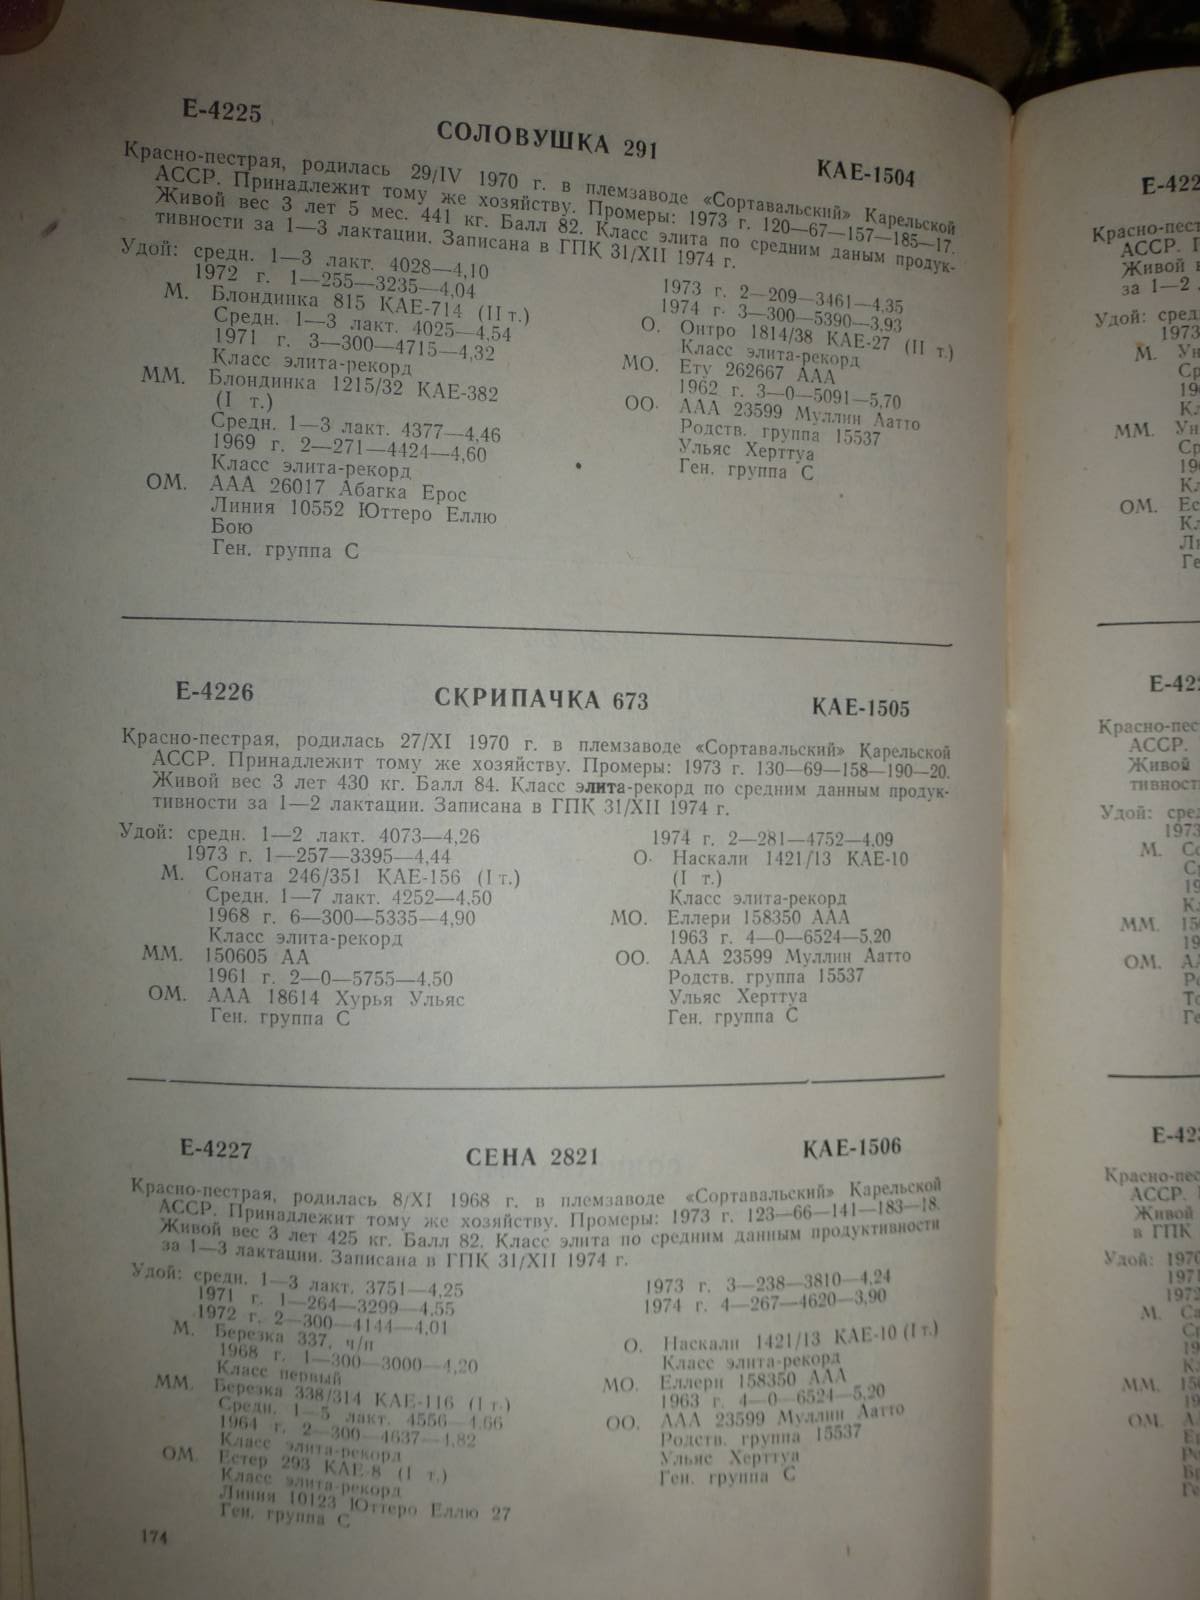 Е-4225
СОЛОВУШКА 291
КАЕ-1504
Красно-пестрая, родилась 29/IV 1970 г. в племзаводе «Сортавальский» Карельской
АССР. Принадлежит тому же хозяйству. Промеры: 1973 г. 120—67—157—185—17.
Живой вес 3 лет 5 мес. 441 кг. Балл 82. Класс элита по средним даным продук-
тивности за 1—3 лактации. Записана в ГПК 31/XII 1974 г.
Удой: средн. 1—3 лакт. 4028—4,10
1972 г. 1—255—3235—4,04
М. Блондинка 815 КАЕ-714 (II т.)
Средн. 1—3 лакт. 4025—4,54
1971 г. 3—300—4715—4,32
Класс элита-рекорд
ММ. Блондинка 1215/32 КАЕ-382
(I т.)
Средн. 1—3 лакт. 4377—4,46
1969 г. 2—271—4424—4,60
Класс элита-рекорд
ОМ. ААА 26017 Абагка Ерос
Линия 10552 Юттеро Еллю
Бою
Ген. группа С
1973 г. 2—209—3461—4,35
1974 г. 3—300—5390—3,93
О. Онтро 1814/38 КАЕ-27 (II т.)
Класс элита-рекорд
МО. Ету 262667 ААА
1962 г. 3—0—5091—5,70
ОО. ААА 23599 Муллин Аатто
Родств. группа 15537
Ульяс Херттуа
Ген. группа С
Е-4226
СКРИПАЧКА 673
КАЕ-1505
Красно-пестрая, родилась 27/XI 1970 г. в племзаводе «Сортавальский» Карельской
АССР. Принадлежит тому же хозяйству. Промеры: 1973 г. 130—69—158—190—20.
Живой вес 3 лет 430 кг. Балл 84. Класс элита-рекорд по средним данным продук-
тивности за 1—2 лактации. Записана в ГПК 31/XII 1974 г.
Удой: средн. 1—2 лакт. 4073—4,26
1973 г. 1—257—3395—4,44
М. Соната 246/351 КАЕ-156 (I т.)
Средн. 1—7 лакт. 4252—4,50
1968 г. 6—300—5335—4,90
Класс элита-рекорд
ММ. 150605 АА
1961 г. 2—0—5755—4,50
ОМ. ААА 18614 Хурья Ульяс
Ген. группа С
1974 г. 2—281—4752—4,09
О. Наскали 1421/13 КАЕ-10
(I т.)
Класс элита-рекорд
МО. Еллери 158350 ААА
1963 г. 4—0—6524—5,20
ОО. ААА 23599 Муллин Аатто
Родств. группа 15537
Ульяс Херттуа
Ген. группа С
Е-4227
СЕНА 2821
КАЕ-1506
Красно-пестрая, родилась 8/XI 1968 г. в племзаводе «Сортавальский» Карельской
АССР. Принадлежит тому же хозяйству. Промеры: 1973 г. 123—66—141—183—18.
Живой вес 3 лет 425 кг. Балл 82. Класс элита по средним данным продуктивности
за 1—3 лактации. Записана в ГПК 31/XII 1974 г.
Удой: средн. 1—3 лакт. 3751—4,25
1971 г. 1—264—3299—4,55
1972 г. 2—300—4144—4,01
М. Березка 337, ч/п
1968 г. 1—300—3000—4,20
Класс первый
ММ. Березка 338/314 КАЕ-116 (I т.)
Средн. 1—5 лакт. 4556—4,66
1964 г. 2—300—4637—4,82
Класс элита-рекорд
ОМ. Естер 293 КАЕ-8 (I т.)
Класс элита-рекорд
Линия 10123 Юттеро Еллю 27
Ген. группа С
1973 г. 3—238—3810—4,24
1974 г. 4—267—4620—3,90
О. Наскали 1421/13 КАЕ-10 (I т.)
Класс элита-рекорд
МО. Еллери 158350 ААА
1963 г. 4—0—6524—5,20
ОО. ААА 23599 Муллин Аатто
Родств. группа 15537
Ульяс Херттуа
Ген. группа С
174